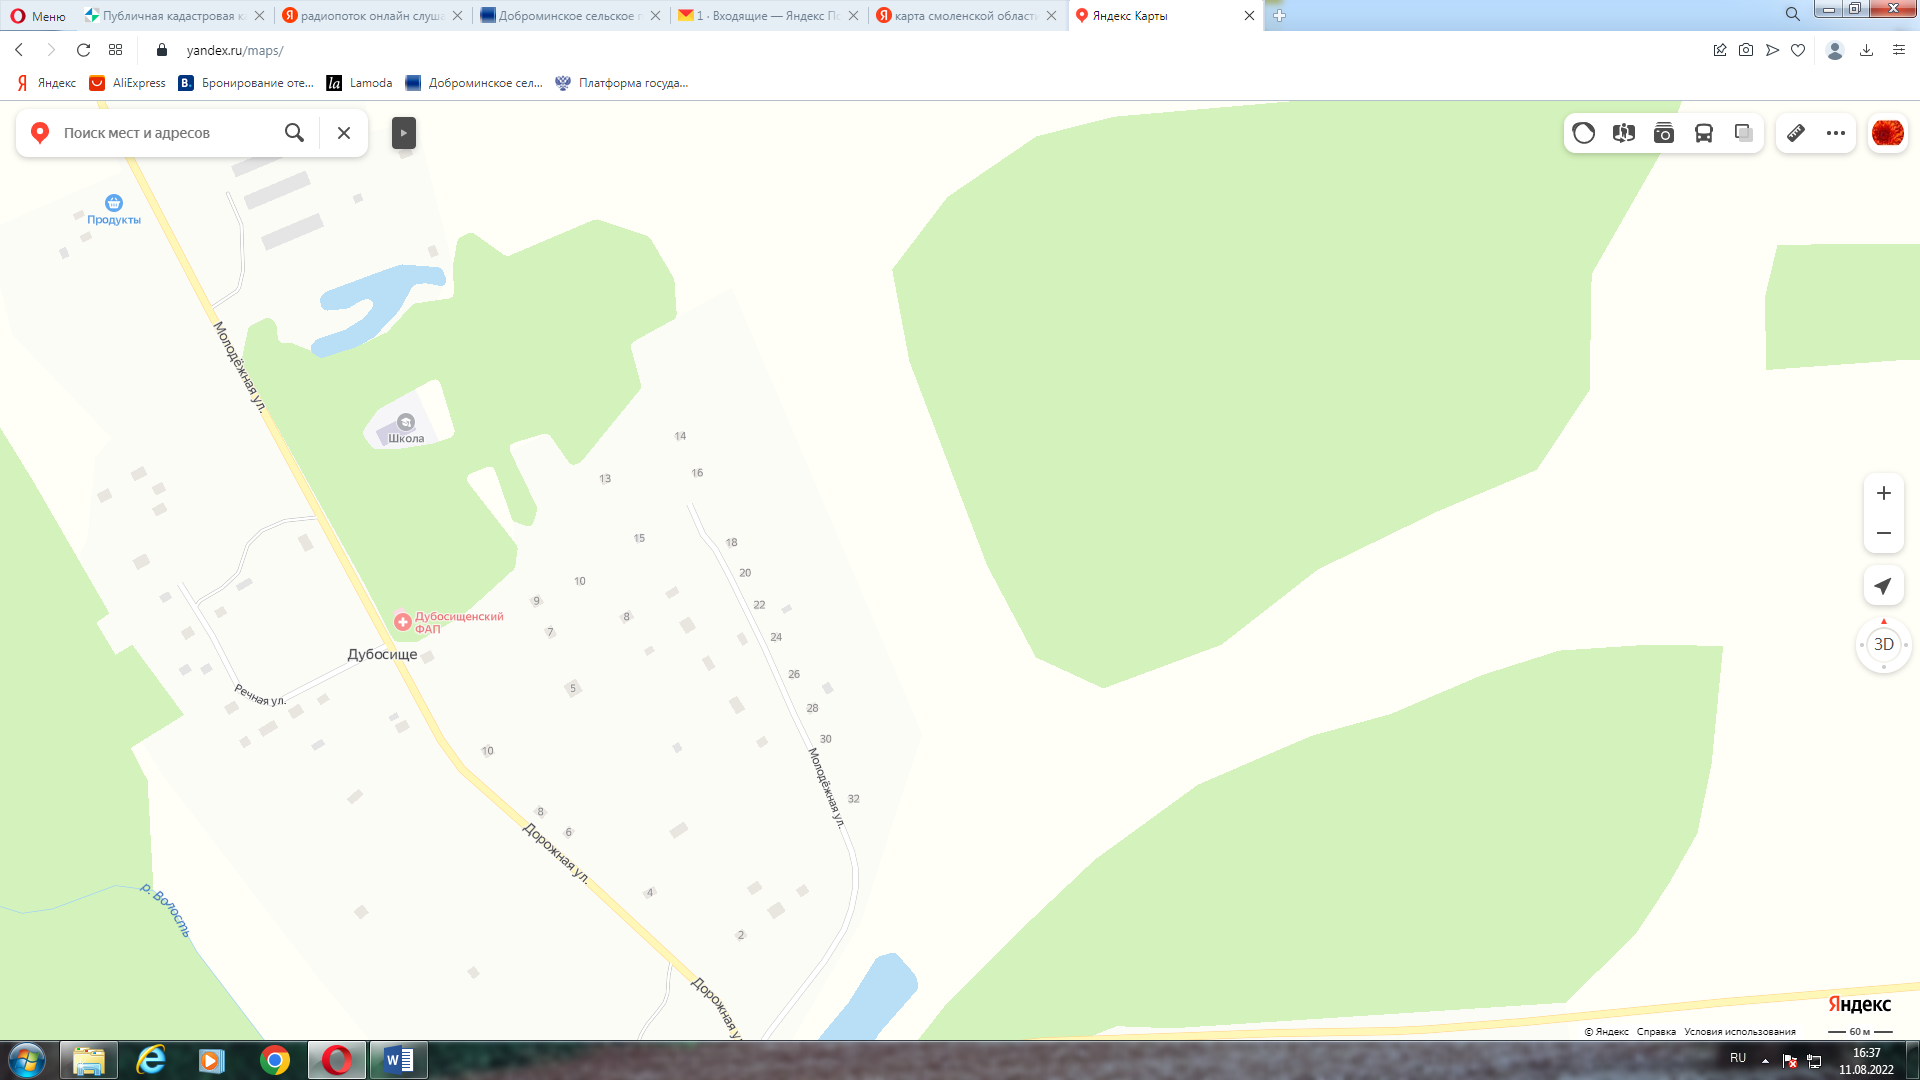 Меню
Публичная кадастровая к
радиопоток онлайн слуша
Доброминское сельское п
1 · Входящие — Яндекс По
карта смоленской области
Яндекс Карты
yandex.ru/maps/
Яндекс
AliExpress
Бронирование оте...
Lamoda
Доброминское сел...
Платформа госуда...
Поиск мест и адресов
Продукты
Молодёжная ул.
Школа
14
16
13
15
18
20
10
9
22
8
7
24
Дубосищенский
ФАП
Дубосище
26
5
Речная ул.
28
30
10
Молодёжная ул.
32
8
6
Дорожная ул.
4
р. Волость
2
Дорожная ул.
3D
Яндекс
© Яндекс Справка Условия использования
60 м
RU
16:37
11.08.2022